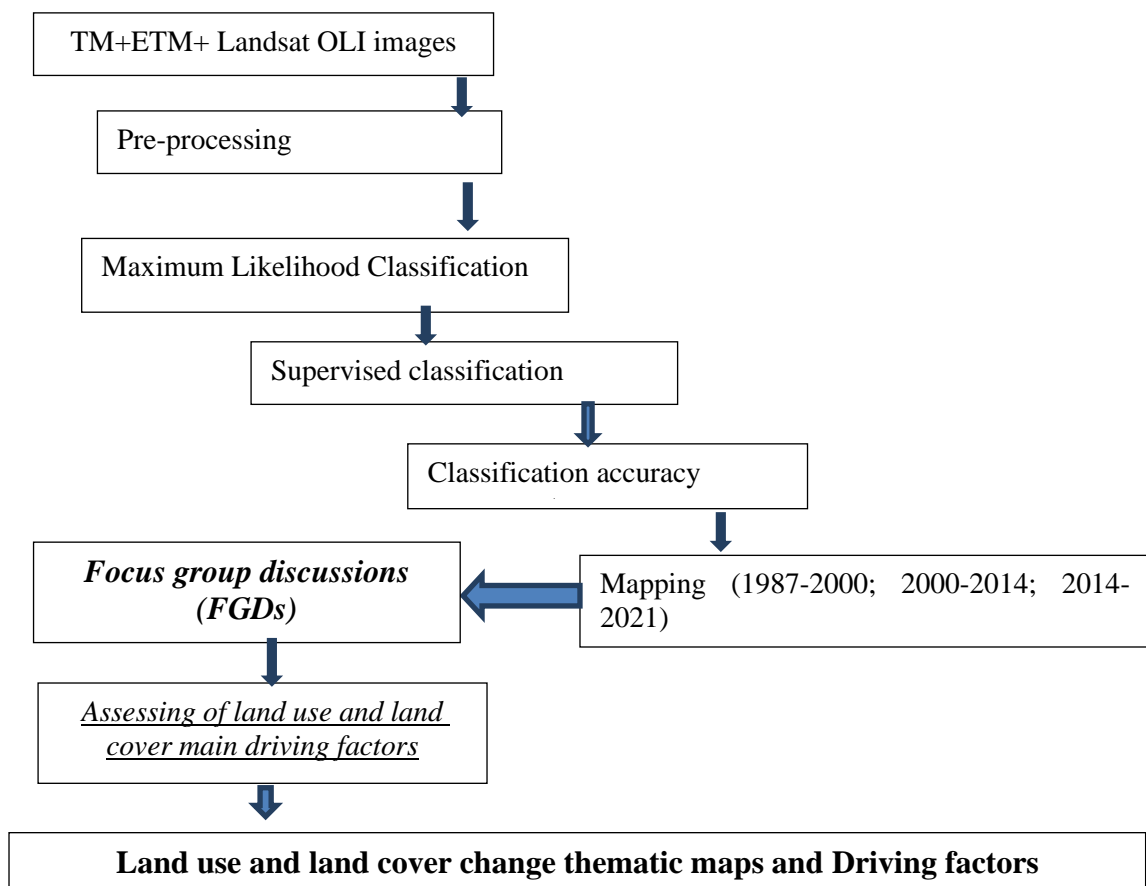 TM+ETM+ Landsat OLI images
Pre-processing
Maximum Likelihood Classification
Supervised classification
Classification accuracy
Mapping (1987-2000; 2000-2014; 2014-
2021)
Focus group discussions
(FGDs)
Assessing of land use and land
cover main driving factors
Land use and land cover change thematic maps and Driving factors